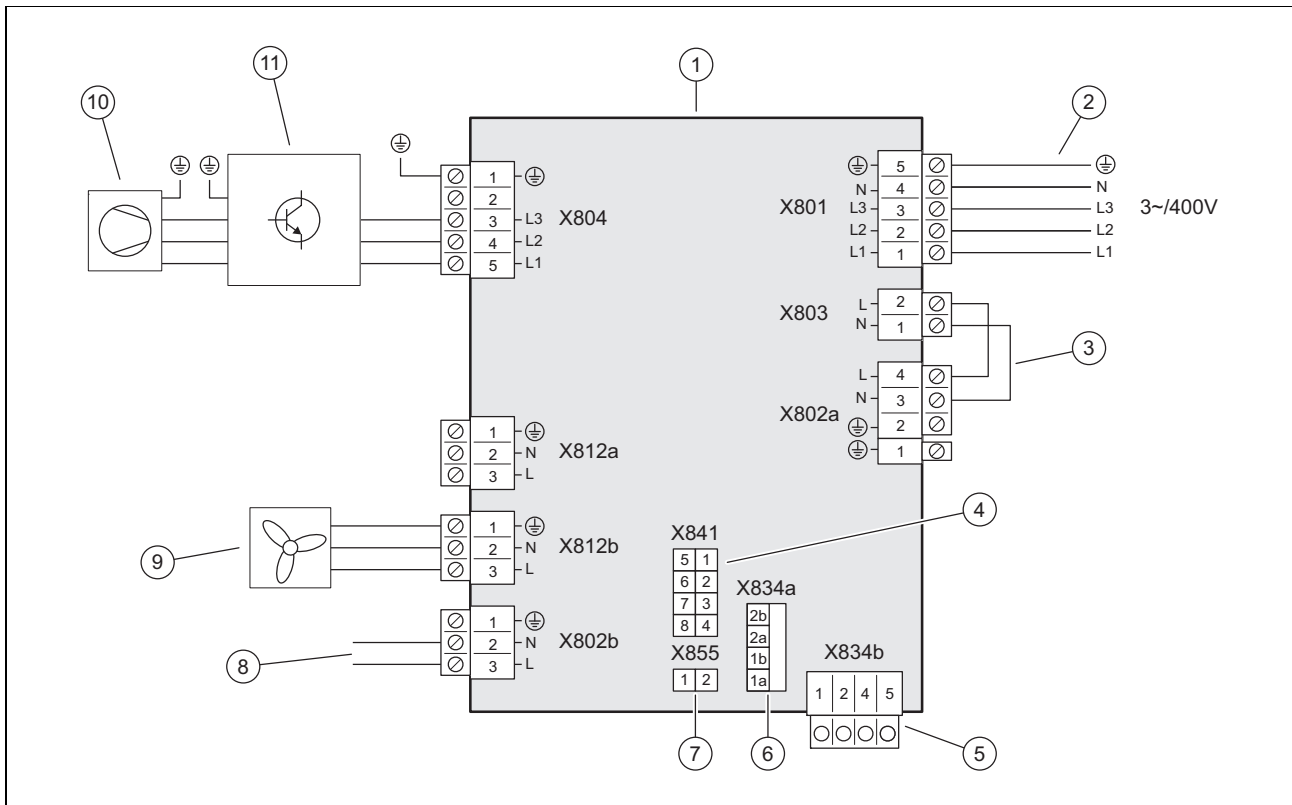 11
1
10
2
1
2
3 L3
4 L2
5 L1
X804
X801
5
N 4 N
L3 3 L3
L2 2 L2
L1 1 L1
3~/400V
X803
L 2
N 1
3
X802a
L 4
N 3
2
1
1
2 N
3 L
X812a
9
1
2 N
3 L
X812b
8
1
2 N
3 L
X802b
X841
5 1
6 2
7 3
8 4
4
X855
1 2
7
X834a
2b
2a
1b
1a
6
X834b
1 2 4 5
5